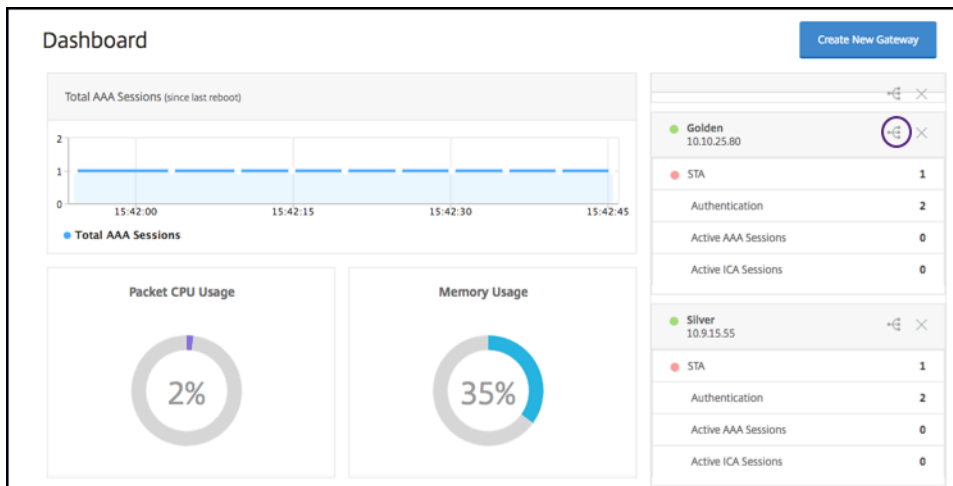 Dashboard
Create New Gateway
Total AAA Sessions (since last reboot)
2
1
0
15:42:00 15:42:15 15:42:30 15:42:45
Total AAA Sessions
Packet CPU Usage
2%
Memory Usage
35%
Golden
10.10.25.80
STA 1
Authentication 2
Active AAA Sessions 0
Active ICA Sessions 0
Silver
10.9.15.55
STA 1
Authentication 2
Active AAA Sessions 0
Active ICA Sessions 0